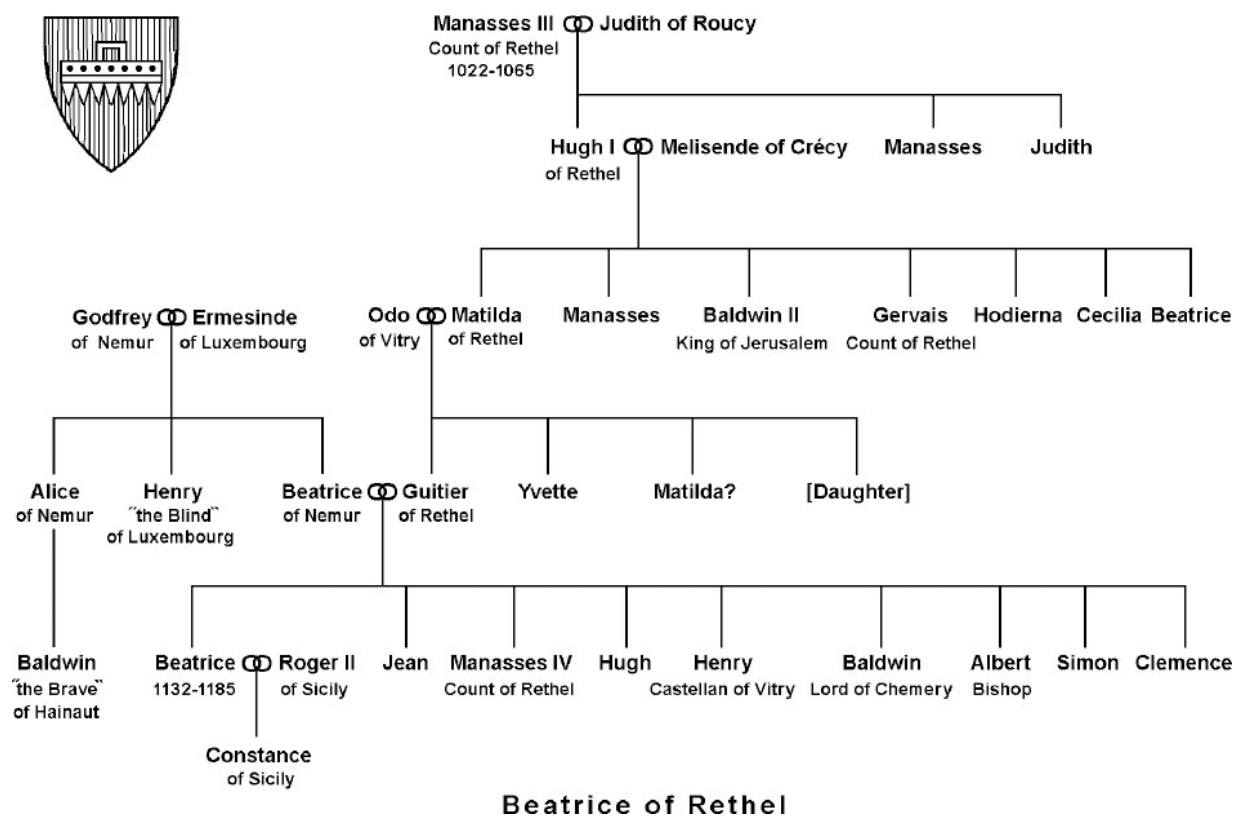 Manasses III Judith of Roucy
Count of Rethel
1022-1065
Hugh I Melisende of Crécy Manasses Judith
of Rethel
Godfrey Ermesinde Odo Matilda Manasses Baldwin II Gervais Hodierna Cecilia Beatrice
of Nemur of Luxembourg of Vitry of Rethel King of Jerusalem Count of Rethel
Alice Henry Beatrice Guitier Yvette Matilda? [Daughter]
of Nemur "the Blind" of Nemur of Rethel
of Luxembourg
Baldwin Beatrice Roger II Jean Manasses IV Hugh Henry Baldwin Albert Simon Clemence
"the Brave" 1132-1185 of Sicily Count of Rethel Castellan of Vitry Lord of Chemery Bishop
of Hainaut
Constance
of Sicily
Beatrice of Rethel